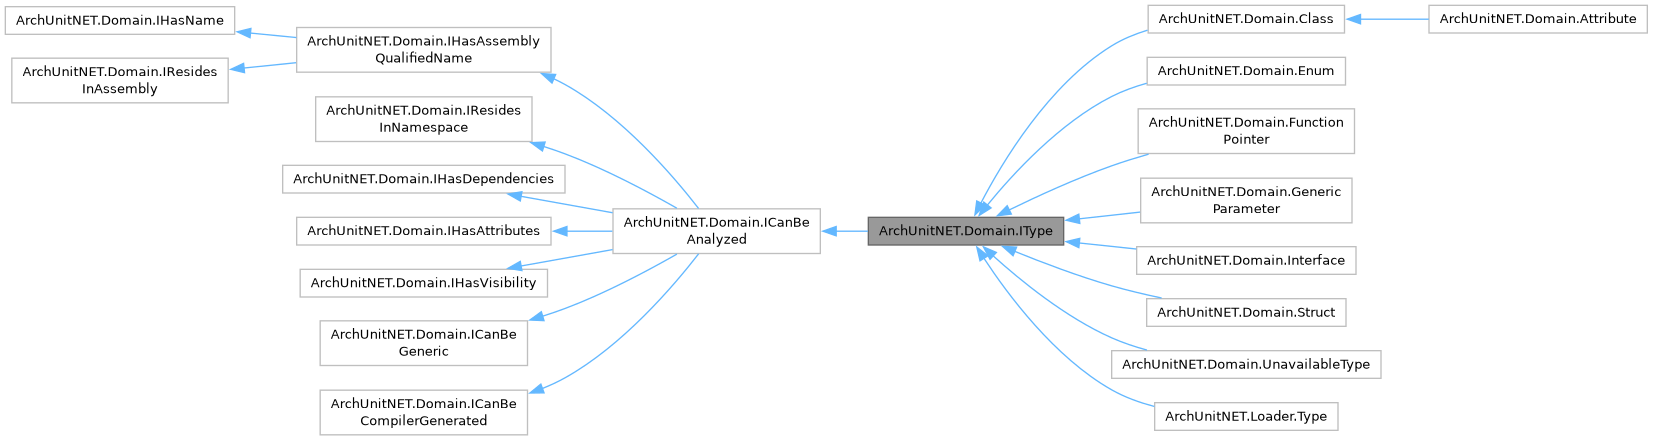 ArchUnitNET.Domain.IHasName
ArchUnitNET.Domain.IResides
InAssembly
ArchUnitNET.Domain.IHasAssembly
QualifiedName
ArchUnitNET.Domain.IResides
InNamespace
ArchUnitNET.Domain.IHasDependencies
ArchUnitNET.Domain.IHasAttributes
ArchUnitNET.Domain.IHasVisibility
ArchUnitNET.Domain.ICanBe
Generic
ArchUnitNET.Domain.ICanBe
CompilerGenerated
ArchUnitNET.Domain.ICanBe
Analyzed
ArchUnitNET.Domain.IType
ArchUnitNET.Domain.Class
ArchUnitNET.Domain.Attribute
ArchUnitNET.Domain.Enum
ArchUnitNET.Domain.Function
Pointer
ArchUnitNET.Domain.Generic
Parameter
ArchUnitNET.Domain.Interface
ArchUnitNET.Domain.Struct
ArchUnitNET.Domain.UnavailableType
ArchUnitNET.Loader.Type